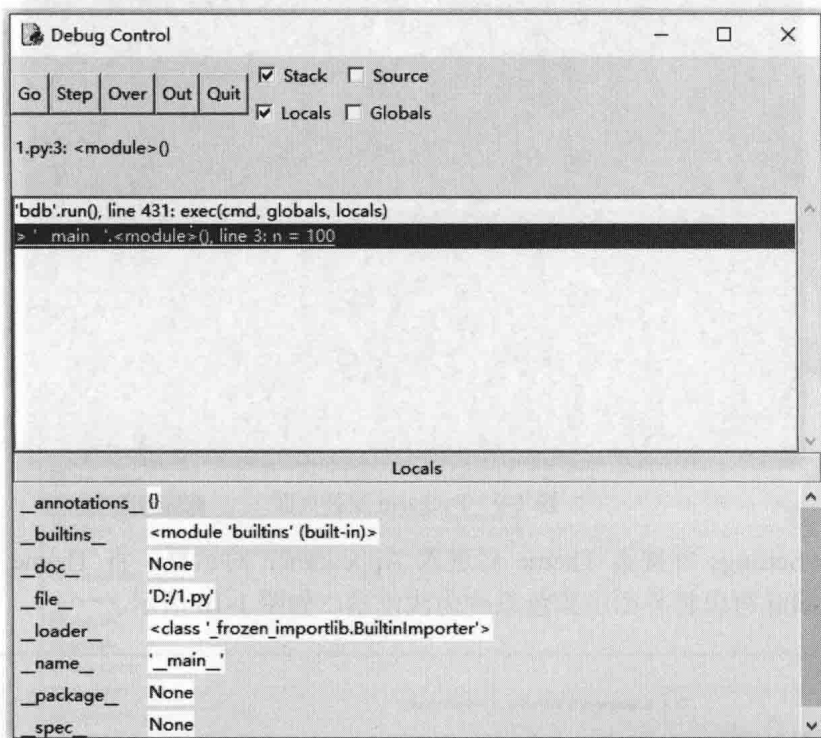 Debug Control
Go Step Over Out Quit
Stack Source
Locals Globals
1.py:3: <module>()
'bdb'.run(), line 431: exec(cmd, globals, locals)
> '__main__'.<module>(), line 3: n = 100
Locals
__annotations__ {}
__builtins__ <module 'builtins' (built-in)>
__doc__ None
__file__ 'D:/1.py'
__loader__ <class '_frozen_importlib.BuiltinImporter'>
__name__ '__main__'
__package__ None
__spec__ None